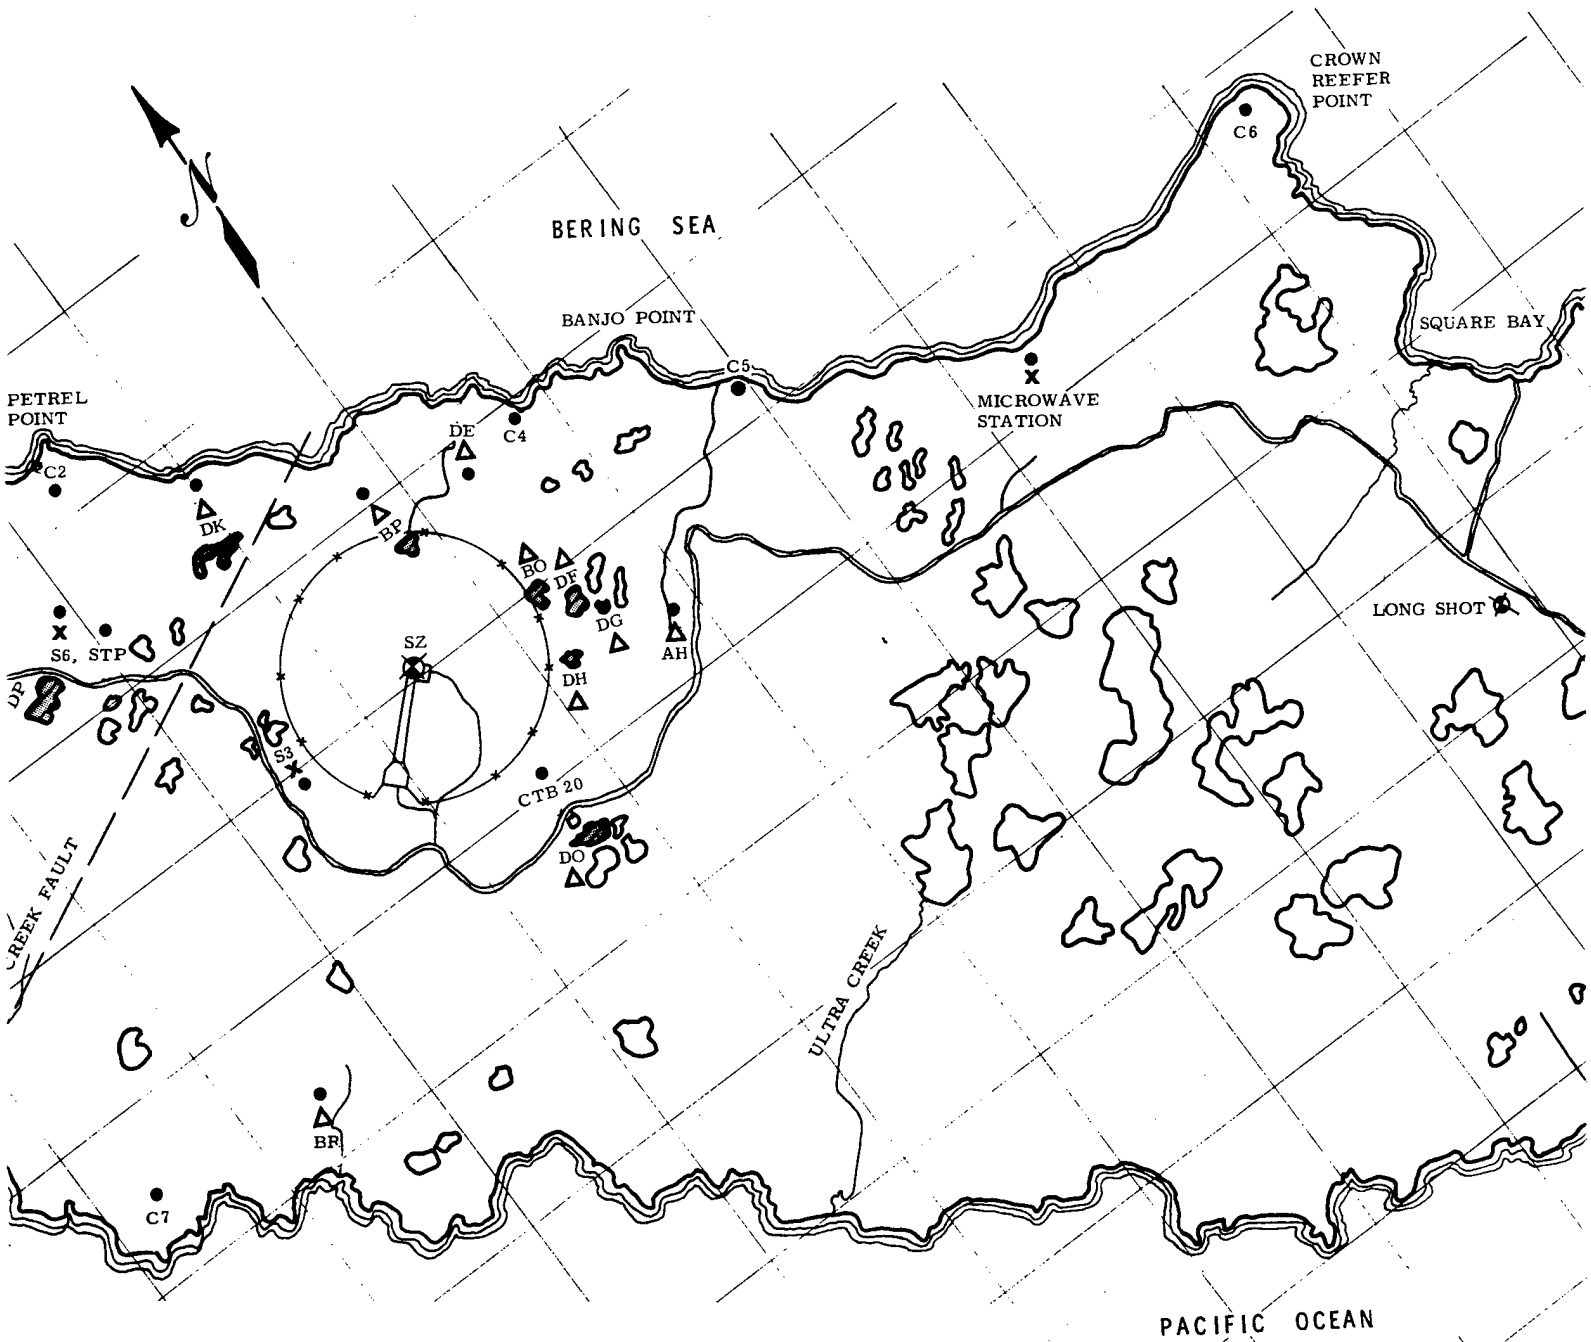 CROWN
REEFER
POINT
C6
N
BERING SEA
BANJO POINT
SQUARE BAY
C5
PETREL
POINT
MICROWAVE
STATION
DE
C4
C2
DK
BP
BO
DF
DG
LONG SHOT
SZ
S6, STP
AH
DH
DP
S3
CTB 20
DO
CREEK FAULT
ULTRA CREEK
BR
C7
PACIFIC OCEAN